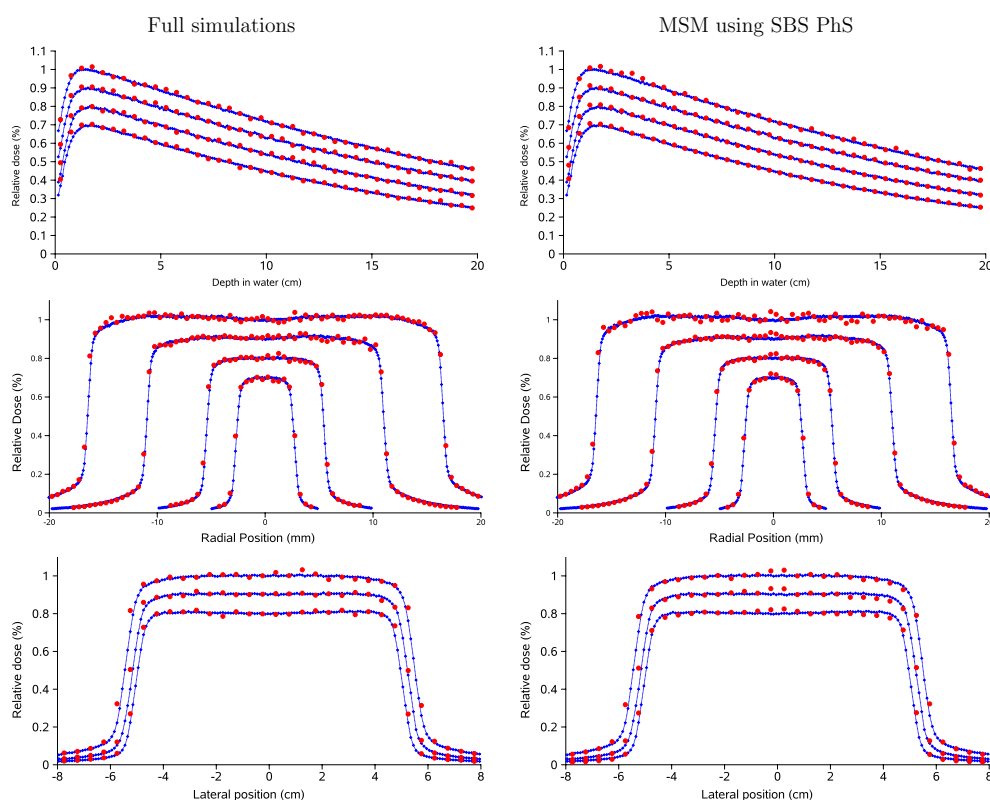 Full simulations
MSM using SBS PhS
1.1
1
0.9
0.8
0.7
0.6
0.5
0.4
0.3
0.2
0.1
0
Relative dose (%)
0 5 10 15 20
Depth in water (cm)
1.1
1
0.9
0.8
0.7
0.6
0.5
0.4
0.3
0.2
0.1
0
Relative dose (%)
0 5 10 15 20
Depth in water (cm)
1
0.8
0.6
0.4
0.2
0
Relative Dose (%)
-20 -10 0 10 20
Radial Position (mm)
1
0.8
0.6
0.4
0.2
0
Relative Dose (%)
-20 -10 0 10 20
Radial Position (mm)
1
0.8
0.6
0.4
0.2
0
Relative dose (%)
-8 -6 -4 -2 0 2 4 6 8
Lateral position (cm)
1
0.8
0.6
0.4
0.2
0
Relative dose (%)
-8 -6 -4 -2 0 2 4 6 8
Lateral position (cm)